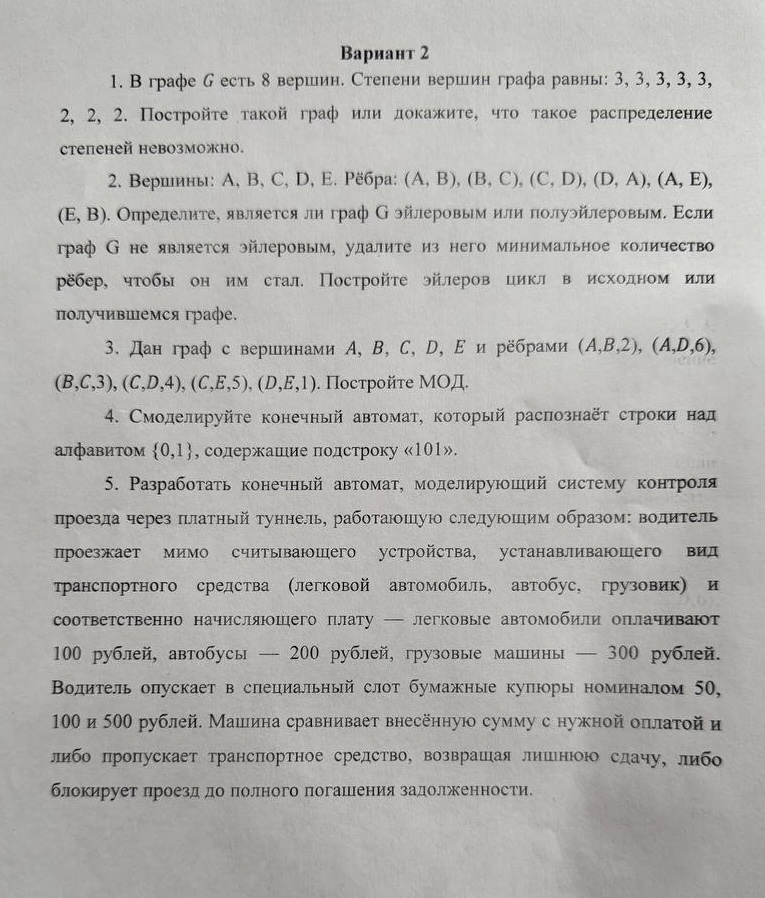 Вариант 2
1. В графе G есть 8 вершин. Степени вершин графа равны: 3, 3, 3, 3, 3,
2, 2, 2. Постройте такой граф или докажите, что такое распределение
степеней невозможно.
2. Вершины: A, B, C, D, E. Рёбра: (A, B), (B, C), (C, D), (D, A), (A, E),
(E, B). Определите, является ли граф G эйлеровым или полуэйлеровым. Если
граф G не является эйлеровым, удалите из него минимальное количество
рёбер, чтобы он им стал. Постройте эйлеров цикл в исходном или
получившемся графе.
3. Дан граф с вершинами A, B, C, D, E и рёбрами (A,B,2), (A,D,6),
(B,C,3), (C,D,4), (C,E,5), (D,E,1). Постройте МОД.
4. Смоделируйте конечный автомат, который распознаёт строки над
алфавитом {0,1}, содержащие подстроку «101».
5. Разработать конечный автомат, моделирующий систему контроля
проезда через платный туннель, работающую следующим образом: водитель
проезжает мимо считывающего устройства, устанавливающего вид
транспортного средства (легковой автомобиль, автобус, грузовик) и
соответственно начисляющего плату — легковые автомобили оплачивают
100 рублей, автобусы — 200 рублей, грузовые машины — 300 рублей.
Водитель опускает в специальный слот бумажные купюры номиналом 50,
100 и 500 рублей. Машина сравнивает внесённую сумму с нужной оплатой и
либо пропускает транспортное средство, возвращая лишнюю сдачу, либо
блокирует проезд до полного погашения задолженности.